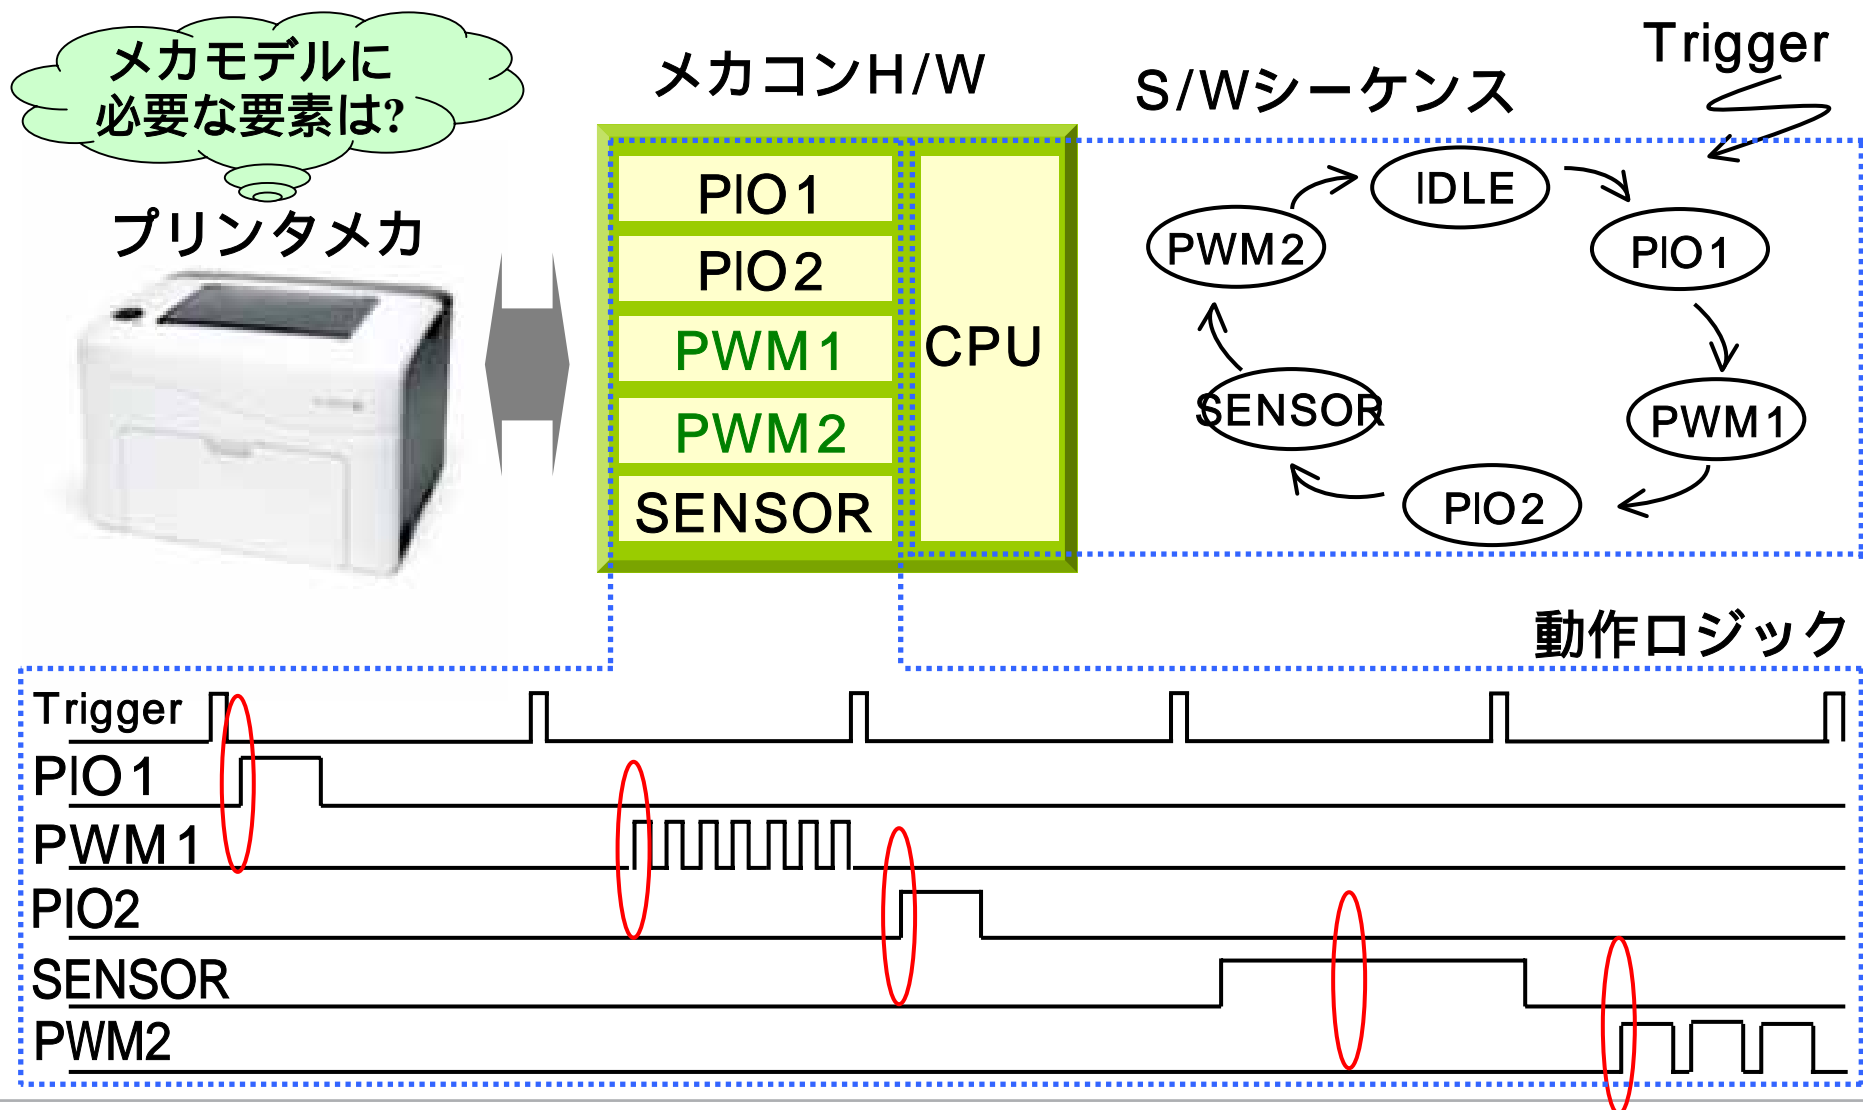 メカモデルに
必要な要素は?
プリンタメカ
メカコンH/W
PIO1
PIO2
PWM1
PWM2
SENSOR
CPU
S/Wシーケンス
Trigger
IDLE
PIO1
PWM1
PIO2
SENSOR
PWM2
動作ロジック
Trigger
PIO1
PWM1
PIO2
SENSOR
PWM2